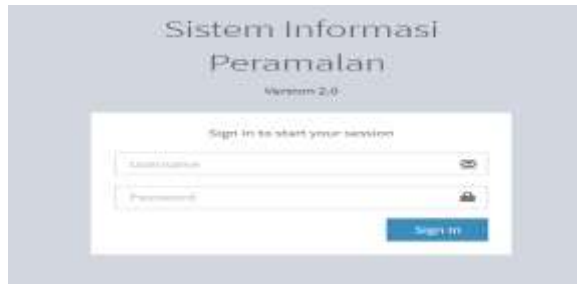 Sistem Informasi
Peramalan
Version 2.0
Sign in to start your session
Username
Password
Sign In